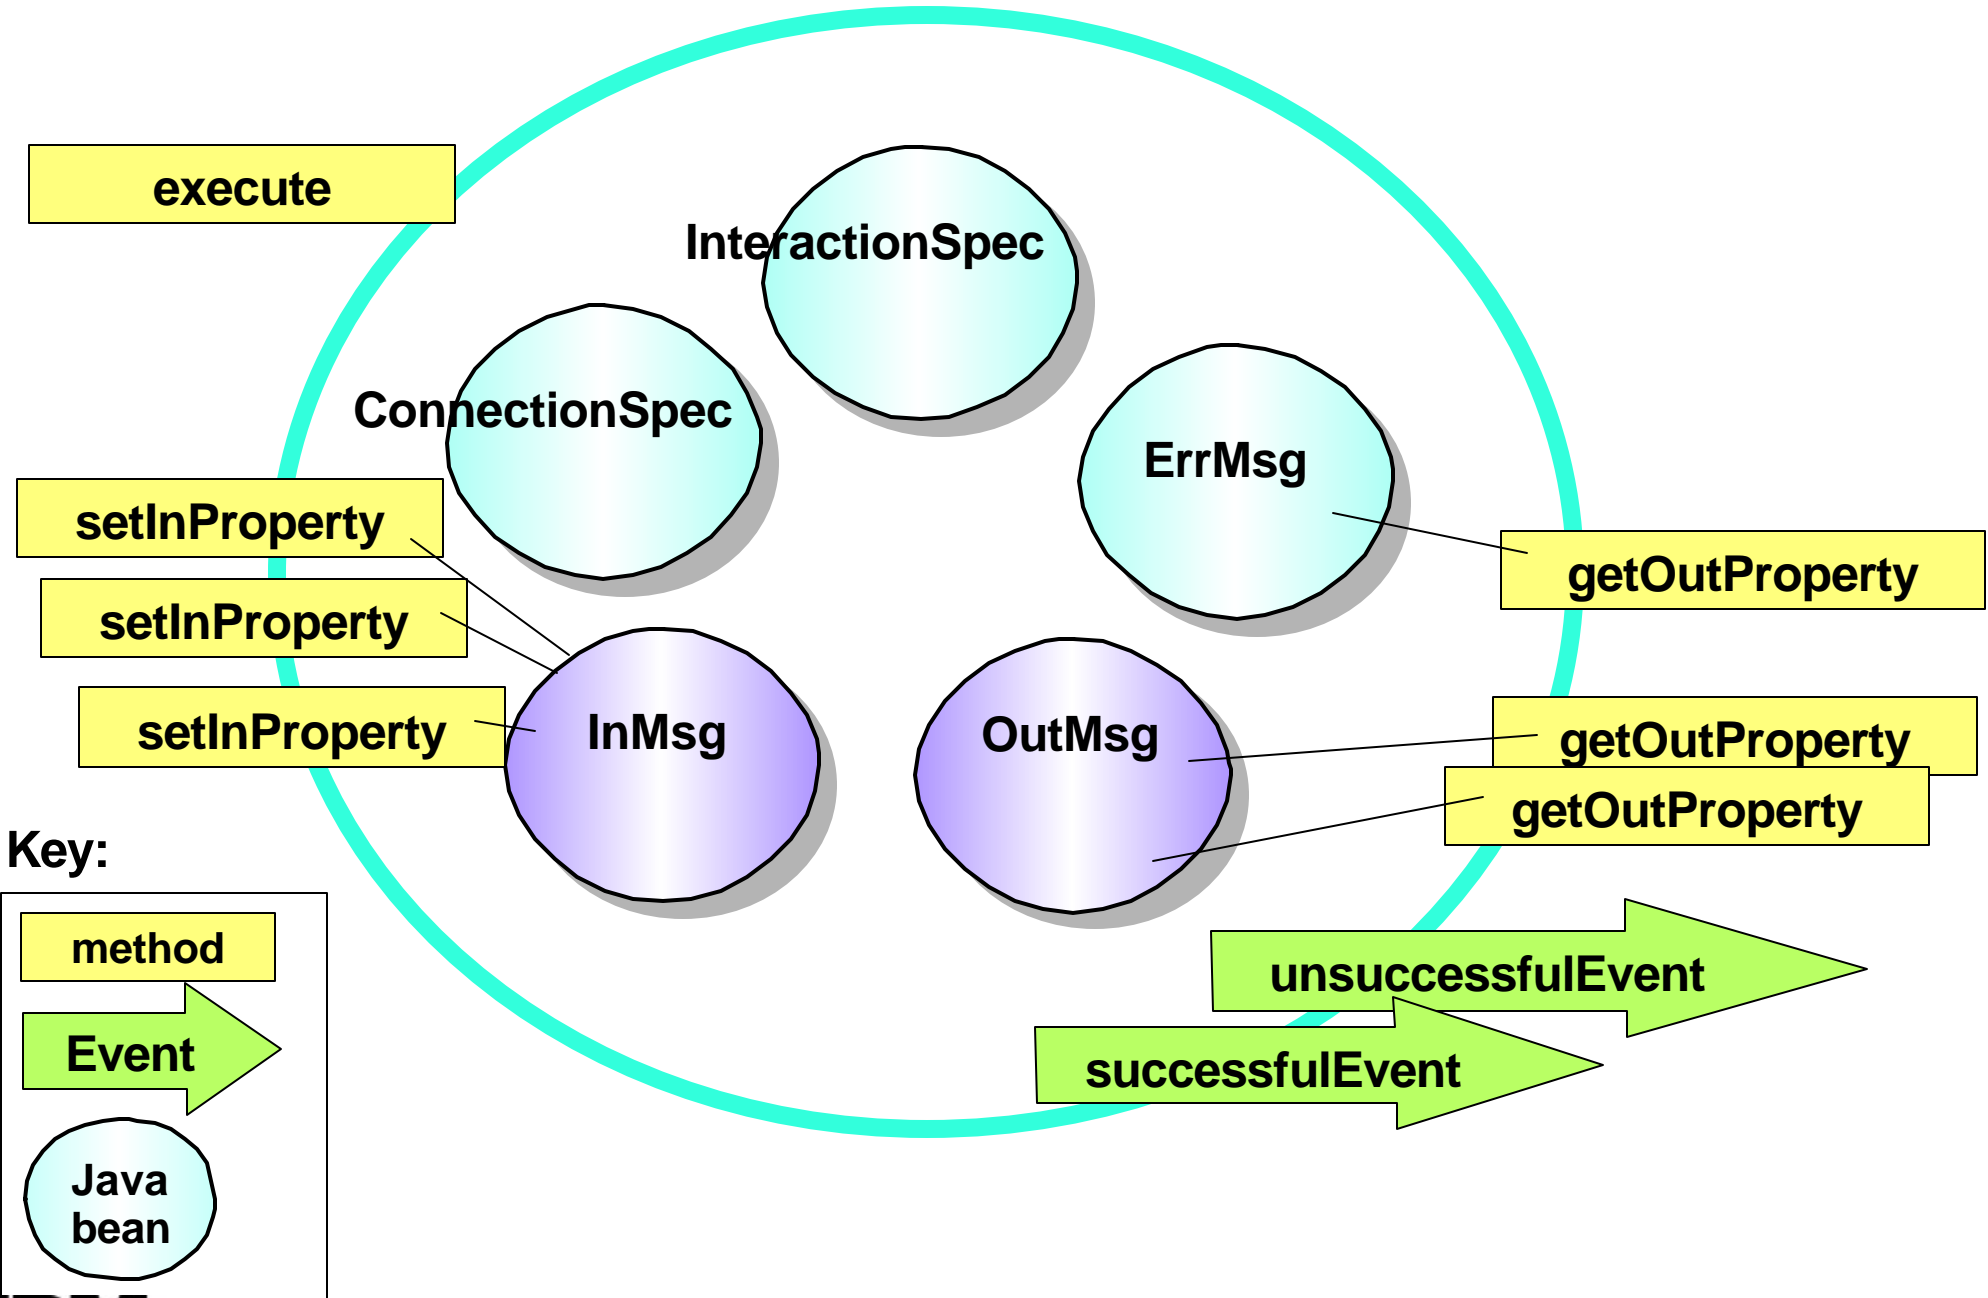 execute
InteractionSpec
ConnectionSpec
ErrMsg
setInProperty
getOutProperty
setInProperty
setInProperty
InMsg
OutMsg
getOutProperty
getOutProperty
Key:
method
unsuccessfulEvent
Event
successfulEvent
Java
bean